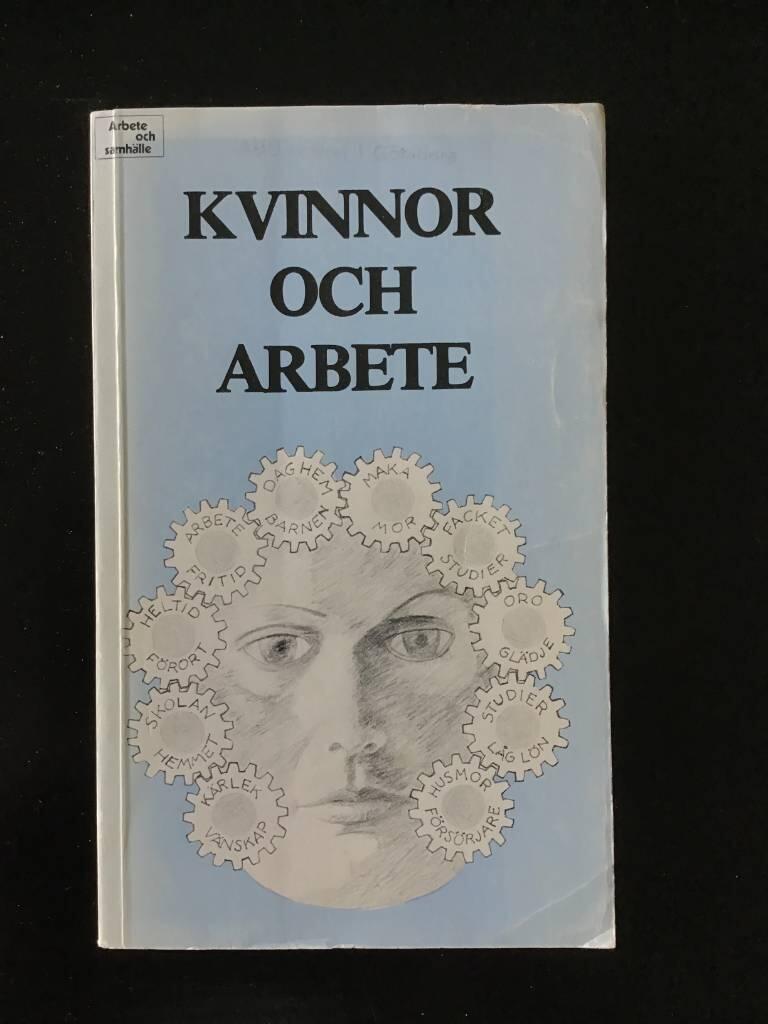 Arbete
och
samhälle
KVINNOR
OCH
ARBETE
DAGHEM
BARNEN
MAKA
MOR
ARBETE
FRITID
FACKET
STUDIER
HELTID
FÖRORT
ORO
GLÄDJE
SKOLAN
HEMMET
STUDIER
LÅG LÖN
KÄRLEK
VÄNSKAP
HUSMOR
FÖRSÖRJARE